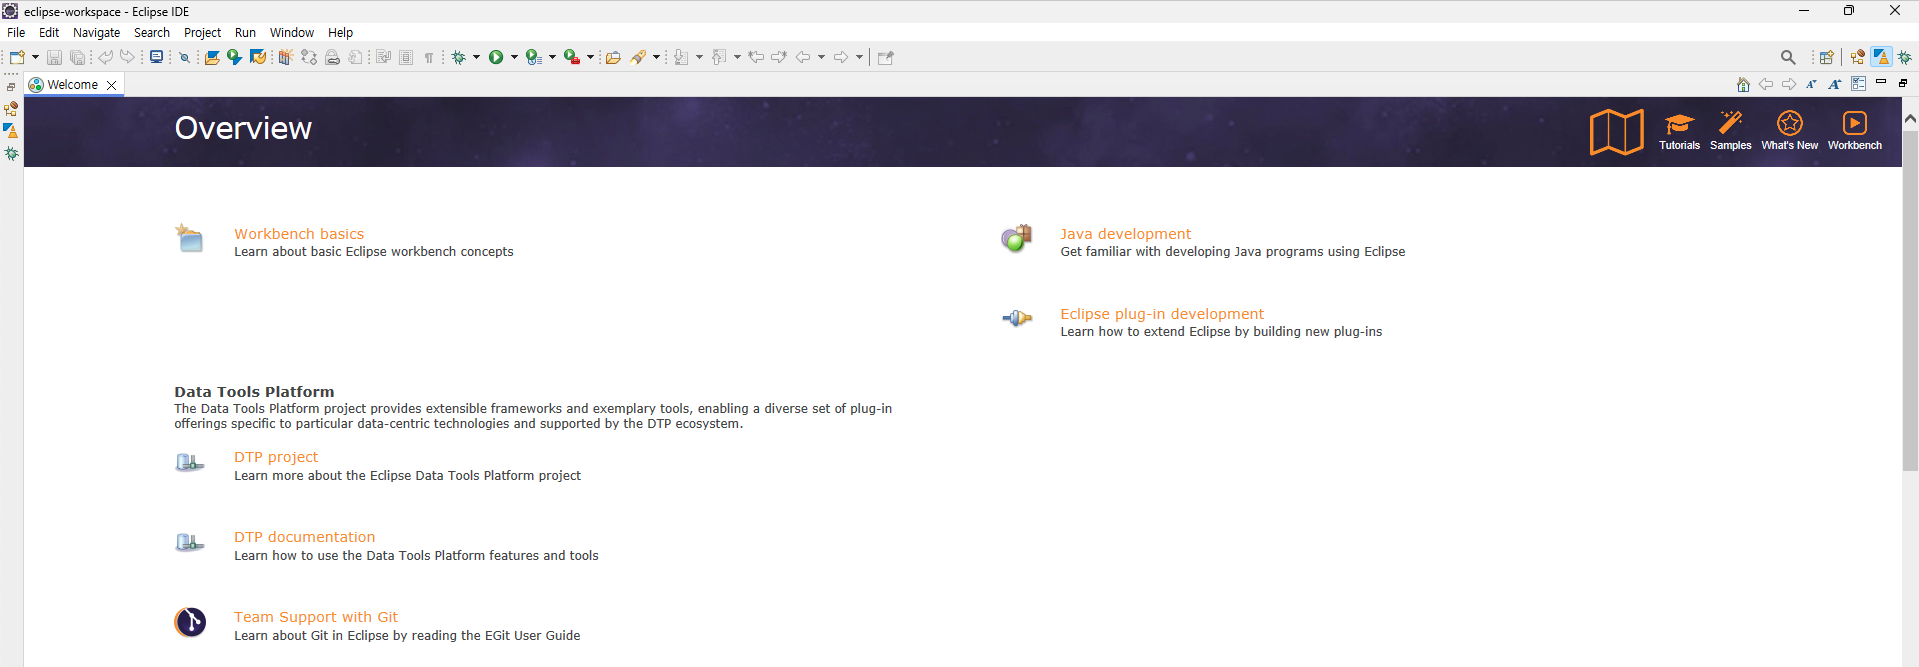 eclipse-workspace - Eclipse IDE
File Edit Navigate Search Project Run Window Help
Welcome
Overview
Tutorials Samples What's New Workbench
Workbench basics
Learn about basic Eclipse workbench concepts
Java development
Get familiar with developing Java programs using Eclipse
Eclipse plug-in development
Learn how to extend Eclipse by building new plug-ins
Data Tools Platform
The Data Tools Platform project provides extensible frameworks and exemplary tools, enabling a diverse set of plug-in
offerings specific to particular data-centric technologies and supported by the DTP ecosystem.
DTP project
Learn more about the Eclipse Data Tools Platform project
DTP documentation
Learn how to use the Data Tools Platform features and tools
Team Support with Git
Learn about Git in Eclipse by reading the EGit User Guide